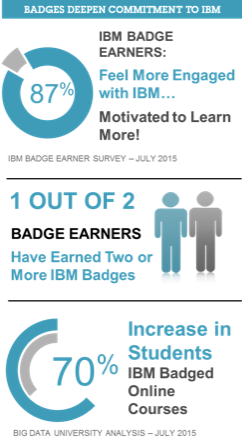 BADGES DEEPEN COMMITMENT TO IBM
IBM BADGE
EARNERS:
Feel More Engaged
with IBM…
Motivated to Learn
More!
87%
IBM BADGE EARNER SURVEY – JULY 2015
1 OUT OF 2
BADGE EARNERS
Have Earned Two or
More IBM Badges
70%
Increase in
Students
IBM Badged
Online
Courses
BIG DATA UNIVERSITY ANALYSIS – JULY 2015